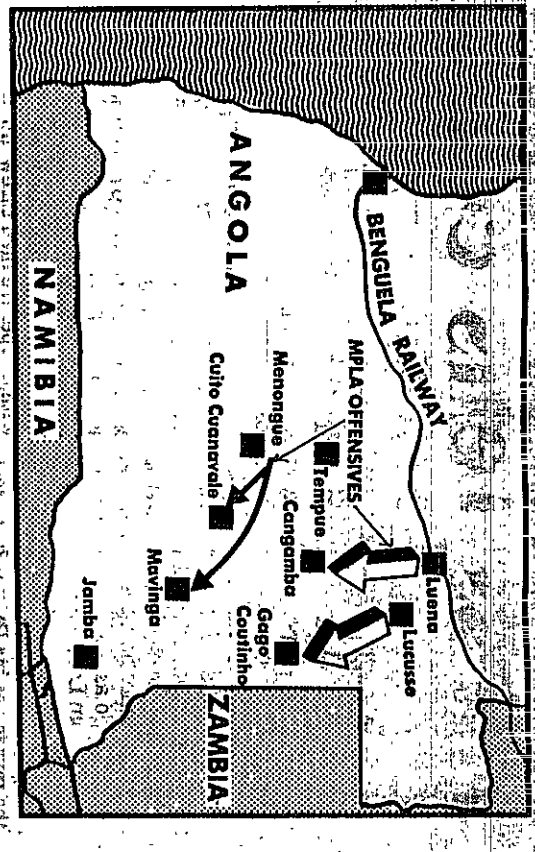 BENGUELA RAILWAY
Luena
Lucusse
MPLA OFFENSIVES
Tempue
Cangamba
Gago
Coutinho
ANGOLA
Menongue
Cuito Cuanavale
Mavinga
Jamba
ZAMBIA
NAMIBIA